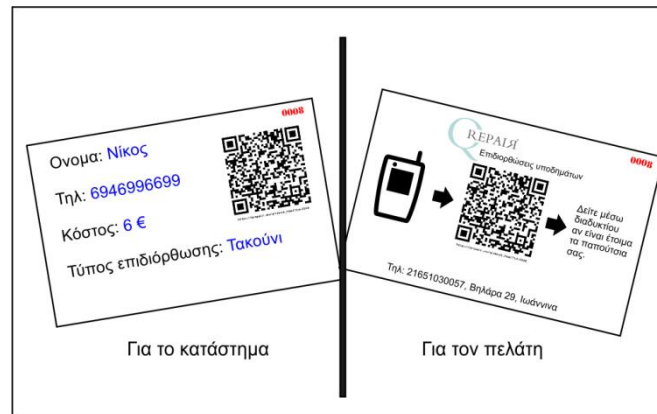 0008
Ονομα: Νίκος
Τηλ: 6946996699
Κόστος: 6 €
Τύπος επιδιόρθωσης: Τακούνι
Για το κατάστημα
0008
QREPAIR
Επιδιορθώσεις υποδημάτων
Δείτε μέσω
διαδυκτίου
αν είναι έτοιμα
τα παπούτσια
σας.
Τηλ: 21651030057, Βηλάρα 29, Ιωάννινα
Για τον πελάτη